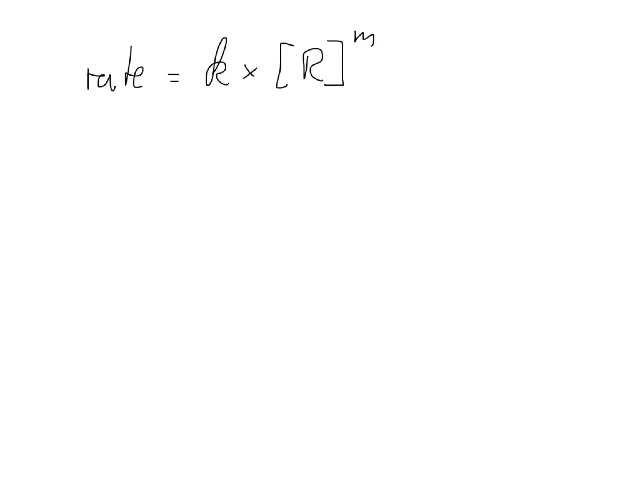 rate = k × [R]^m